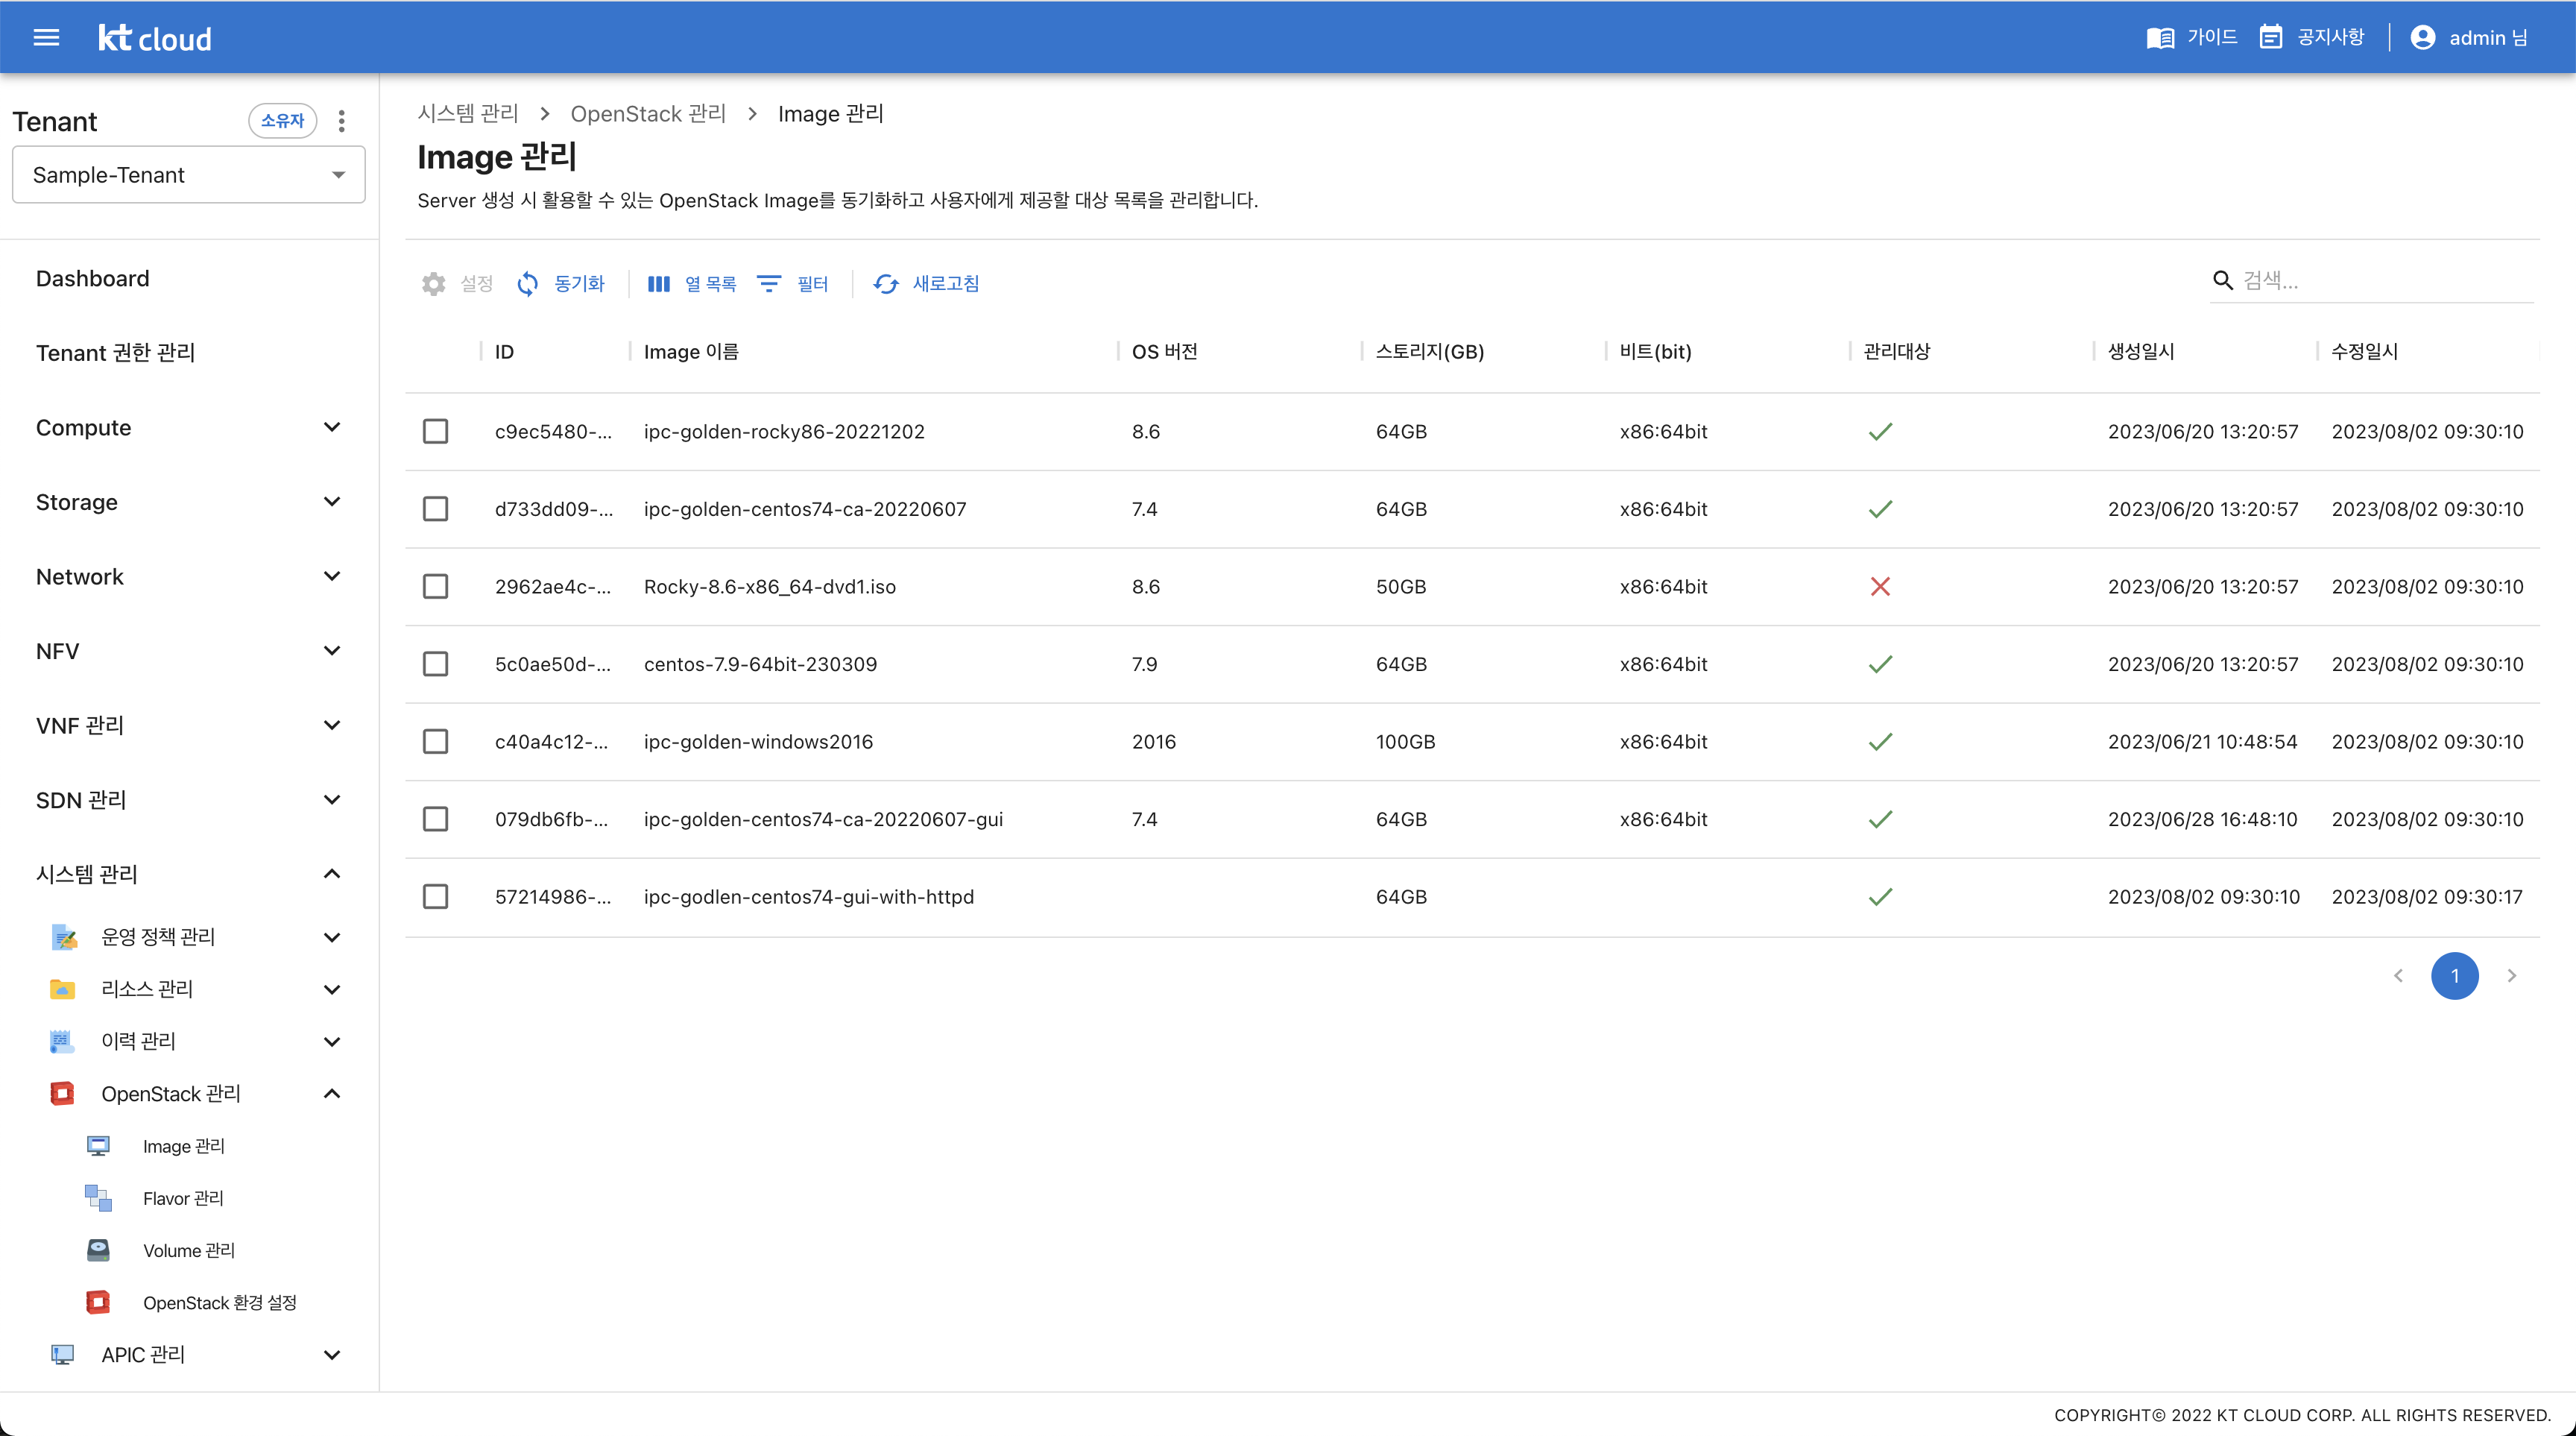 kt cloud
가이드 공지사항 admin 님
Tenant 소유자
Sample-Tenant
Dashboard
Tenant 권한 관리
Compute
Storage
Network
NFV
VNF 관리
SDN 관리
시스템 관리
운영 정책 관리
리소스 관리
이력 관리
OpenStack 관리
Image 관리
Flavor 관리
Volume 관리
OpenStack 환경 설정
APIC 관리
시스템 관리 > OpenStack 관리 > Image 관리
Image 관리
Server 생성 시 활용할 수 있는 OpenStack Image를 동기화하고 사용자에게 제공할 대상 목록을 관리합니다.
설정 동기화 열 목록 필터 새로고침 검색...
ID Image 이름 OS 버전 스토리지(GB) 비트(bit) 관리대상 생성일시 수정일시
c9ec5480-... ipc-golden-rocky86-20221202 8.6 64GB x86:64bit 2023/06/20 13:20:57 2023/08/02 09:30:10
d733dd09-... ipc-golden-centos74-ca-20220607 7.4 64GB x86:64bit 2023/06/20 13:20:57 2023/08/02 09:30:10
2962ae4c-... Rocky-8.6-x86_64-dvd1.iso 8.6 50GB x86:64bit 2023/06/20 13:20:57 2023/08/02 09:30:10
5c0ae50d-... centos-7.9-64bit-230309 7.9 64GB x86:64bit 2023/06/20 13:20:57 2023/08/02 09:30:10
c40a4c12-... ipc-golden-windows2016 2016 100GB x86:64bit 2023/06/21 10:48:54 2023/08/02 09:30:10
079db6fb-... ipc-golden-centos74-ca-20220607-gui 7.4 64GB x86:64bit 2023/06/28 16:48:10 2023/08/02 09:30:10
57214986-... ipc-godlen-centos74-gui-with-httpd 64GB 2023/08/02 09:30:10 2023/08/02 09:30:17
1
COPYRIGHT© 2022 KT CLOUD CORP. ALL RIGHTS RESERVED.